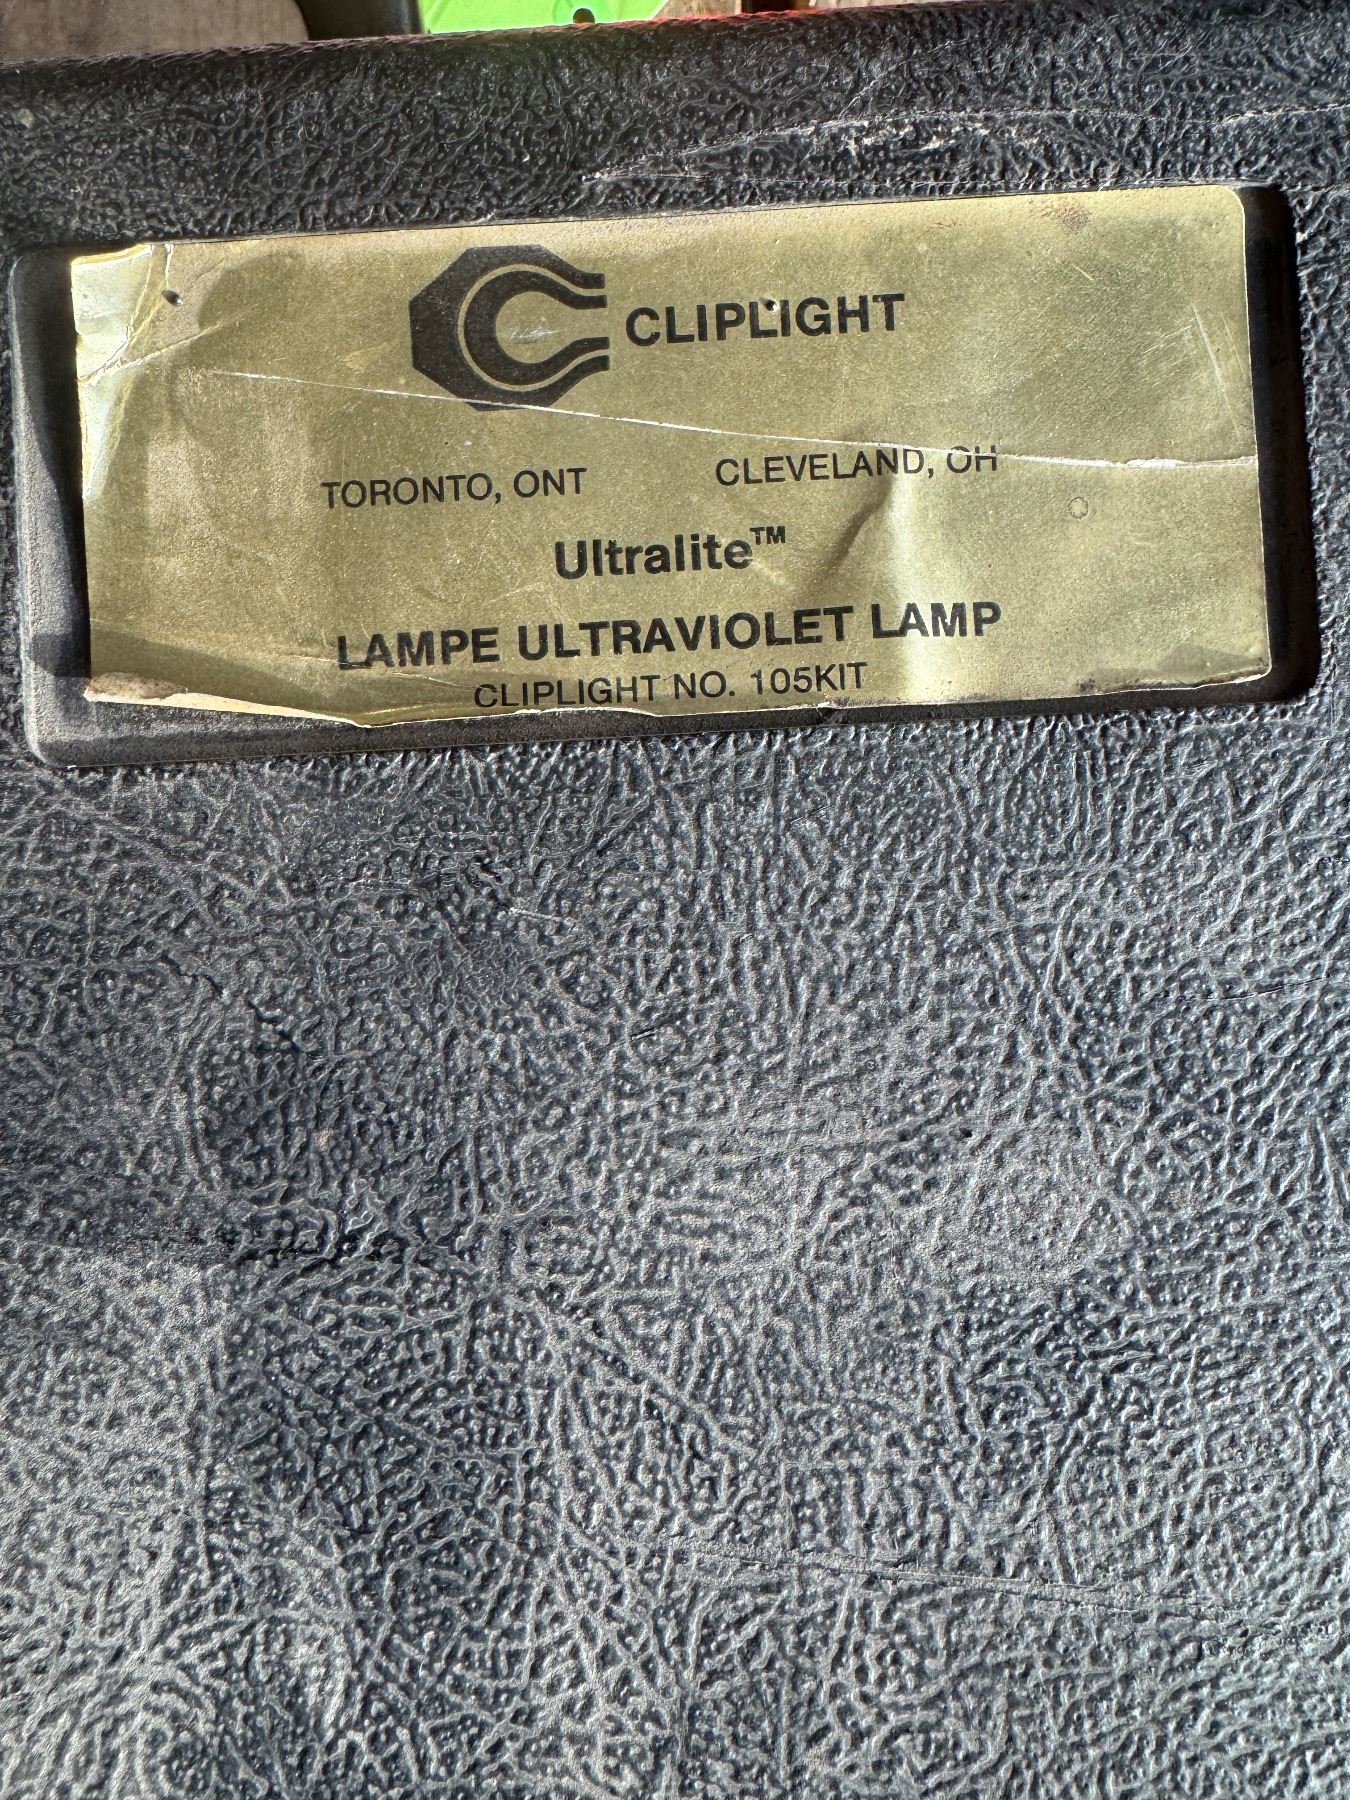 CLIPLIGHT
TORONTO, ONT CLEVELAND, OH
Ultralite™
LAMPE ULTRAVIOLET LAMP
CLIPLIGHT NO. 105KIT